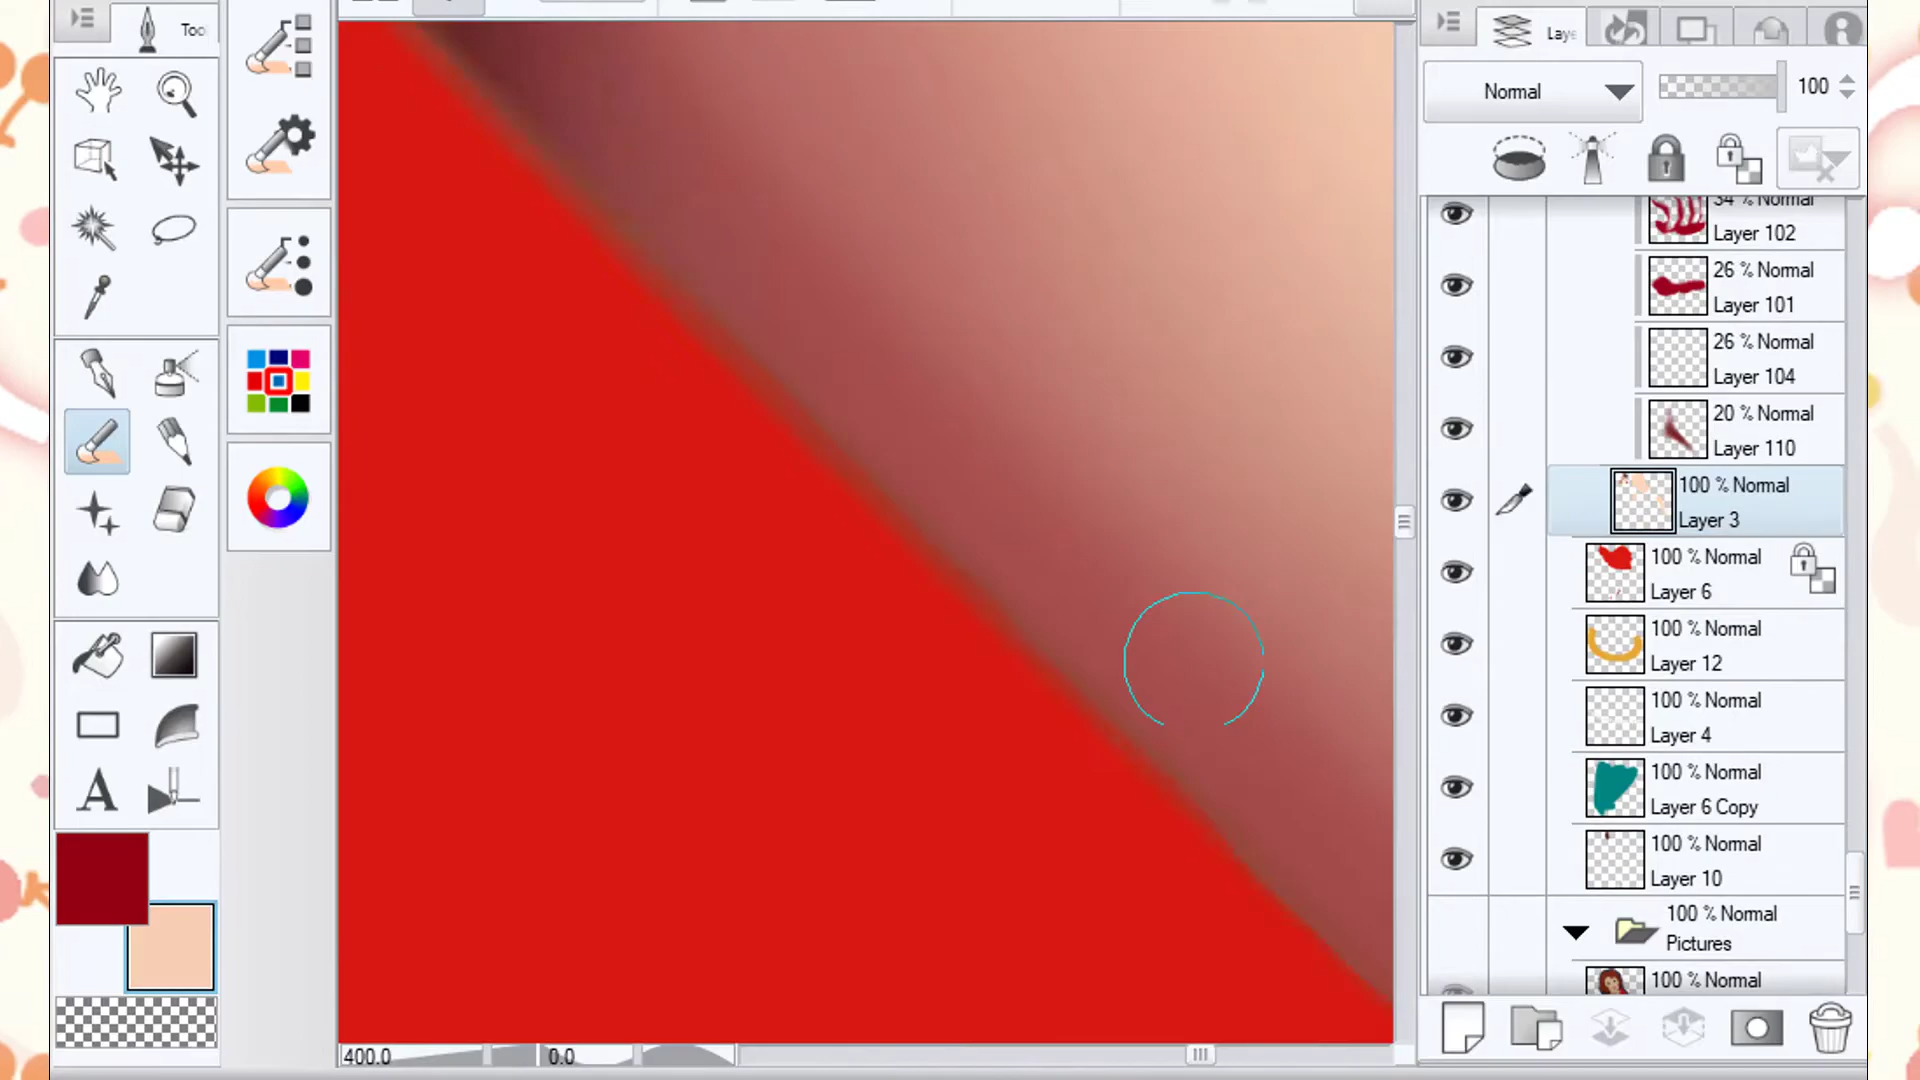 Too
Laye
Normal
100
34 % Normal
Layer 102
26 % Normal
Layer 101
26 % Normal
Layer 104
20 % Normal
Layer 110
100 % Normal
Layer 3
100 % Normal
Layer 6
100 % Normal
Layer 12
100 % Normal
Layer 4
100 % Normal
Layer 6 Copy
100 % Normal
Layer 10
100 % Normal
Pictures
100 % Normal
A
400.0
0.0